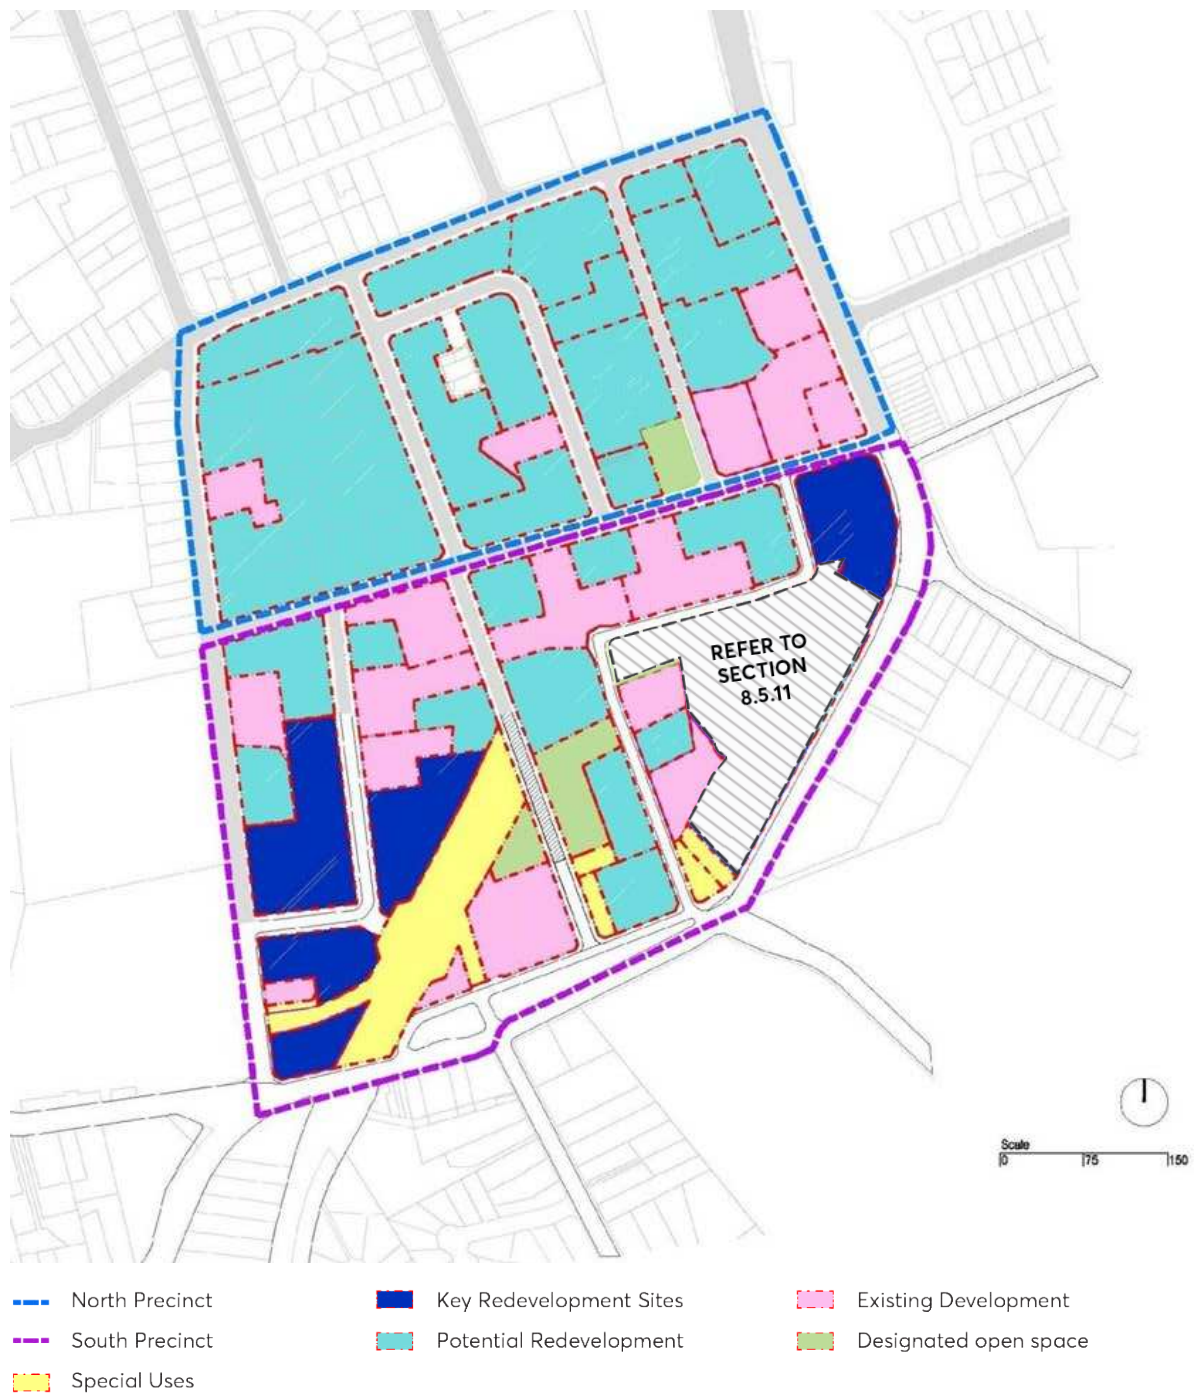 REFER TO
SECTION
8.5.11
Scale
0 75 150
North Precinct
Key Redevelopment Sites
Existing Development
South Precinct
Potential Redevelopment
Designated open space
Special Uses